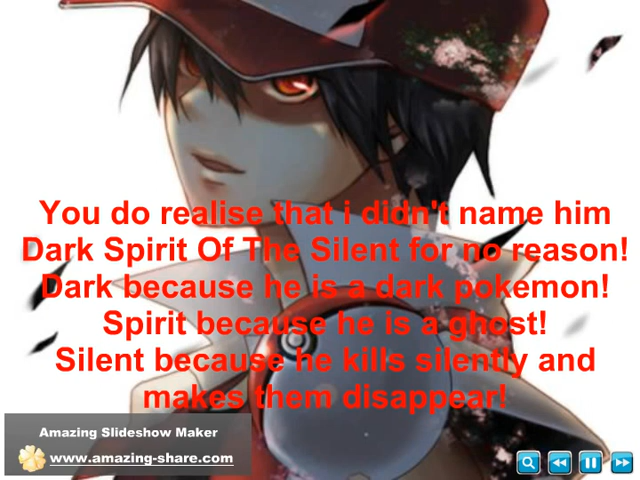 You do realise that i didn't name him
Dark Spirit Of The Silent for no reason!
Dark because he is a dark pokemon!
Spirit because he is a ghost!
Silent because he kills silently and
makes them disappear!
Amazing Slideshow Maker
www.amazing-share.com